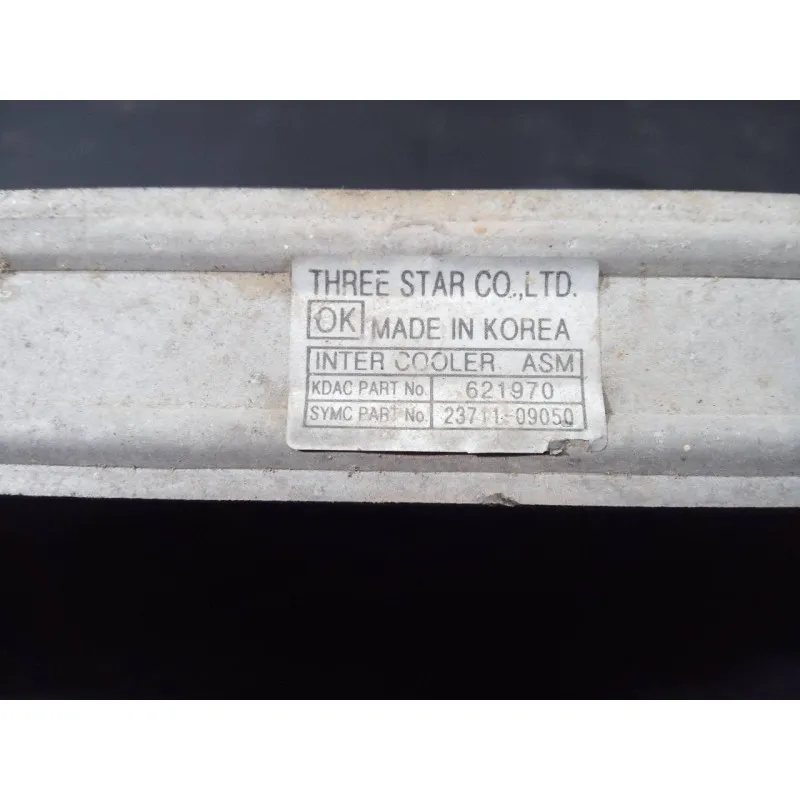 THREE STAR CO.,LTD.
OK MADE IN KOREA
INTER COOLER ASM
KDAC PART No. 621970
SYMC PART No. 23711-09050